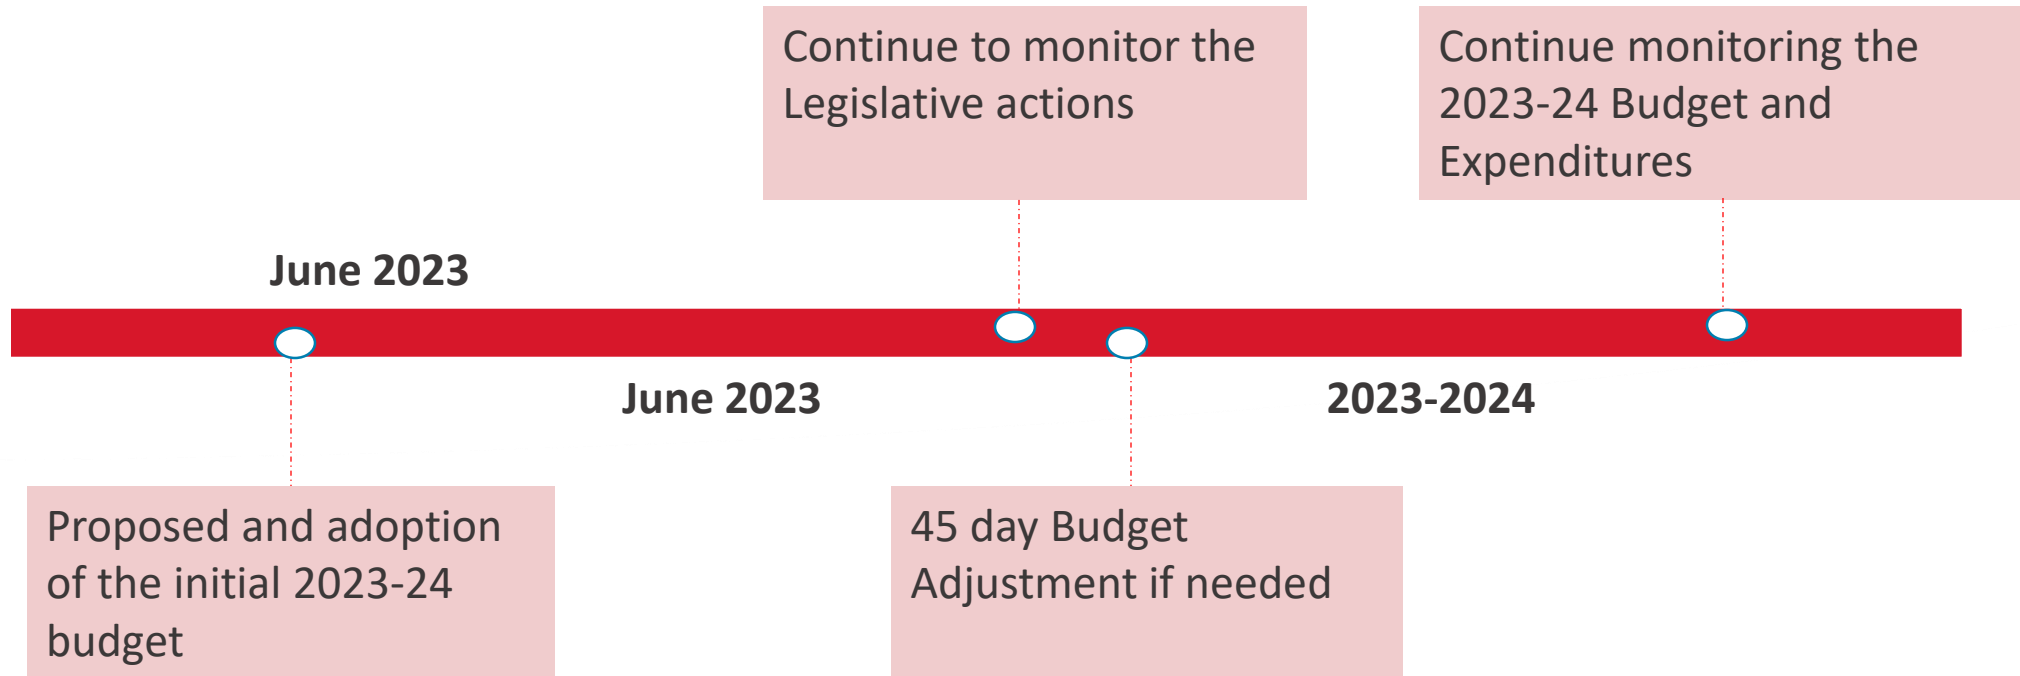 Continue to monitor the
Legislative actions
Continue monitoring the
2023-24 Budget and
Expenditures
June 2023
June 2023
2023-2024
Proposed and adoption
of the initial 2023-24
budget
45 day Budget
Adjustment if needed